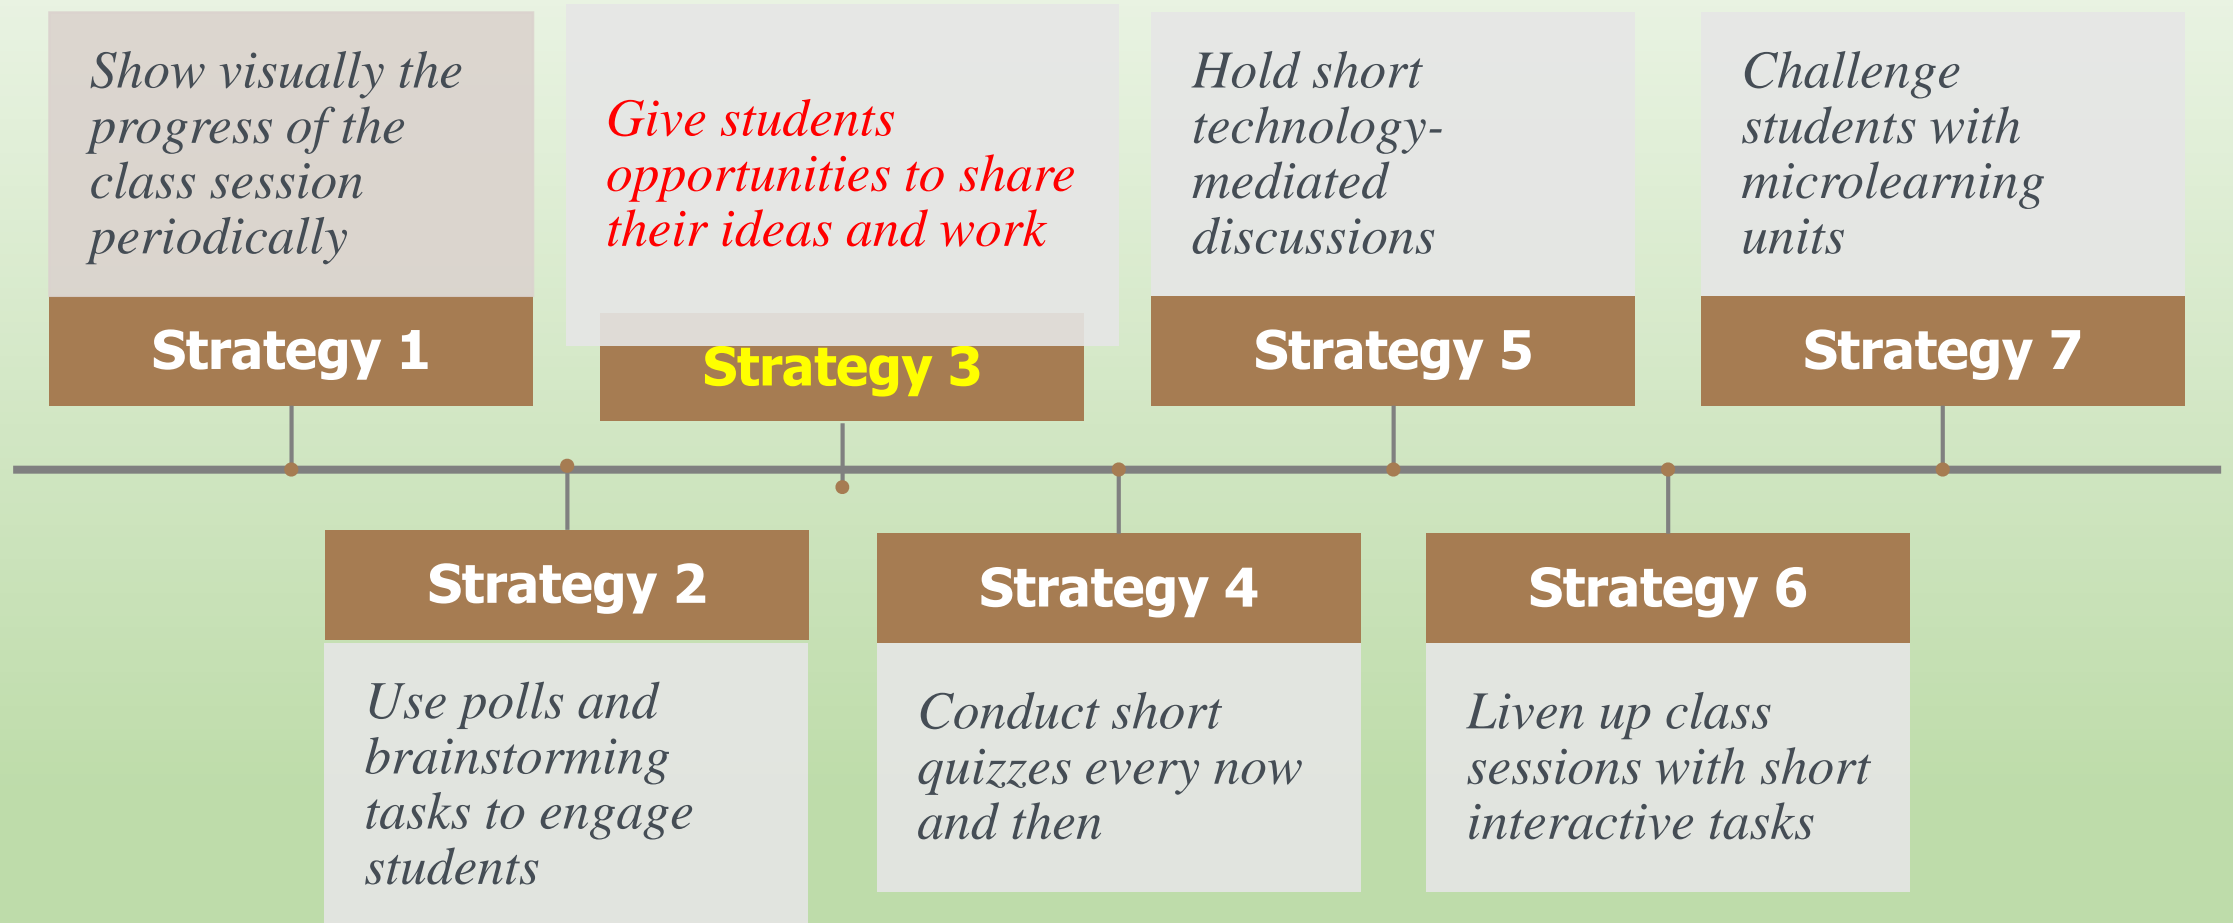 Show visually the
progress of the
class session
periodically
Strategy 1
Use polls and
brainstorming
tasks to engage
students
Strategy 2
Give students
opportunities to share
their ideas and work
Strategy 3
Conduct short
quizzes every now
and then
Strategy 4
Hold short
technology-
mediated
discussions
Strategy 5
Liven up class
sessions with short
interactive tasks
Strategy 6
Challenge
students with
microlearning
units
Strategy 7